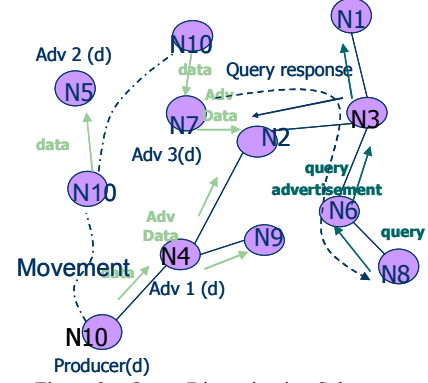 N1
N10
Adv 2 (d)
data
Query response
N5
Adv
Data
N7
N3
N2
data
Adv 3(d)
query
advertisement
N10
N6
Adv
Data
query
N9
N4
Movement
data
N8
Adv 1 (d)
N10
Producer(d)